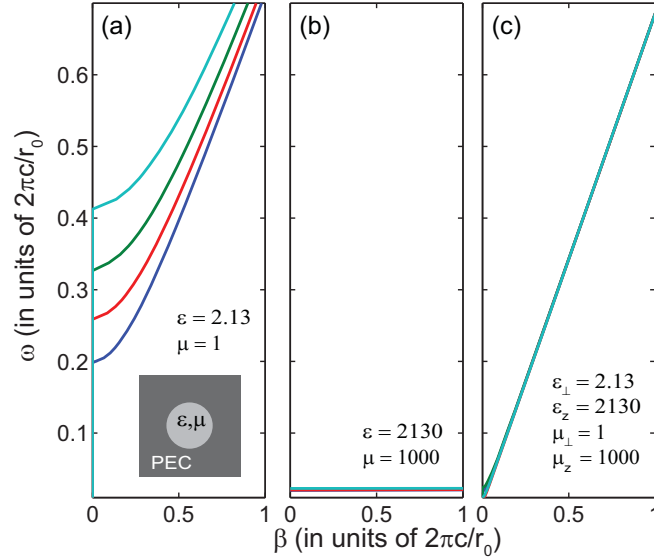 (a) (b) (c)
0.6
0.5
0.4
0.3
0.2
0.1
ω (in units of 2πc/r₀)
ε = 2.13
μ = 1
ε,μ
PEC
ε = 2130
μ = 1000
ε⊥ = 2.13
εz = 2130
μ⊥ = 1
μz = 1000
0 0.5 1 0 0.5 1 0 0.5 1
β (in units of 2πc/r₀)